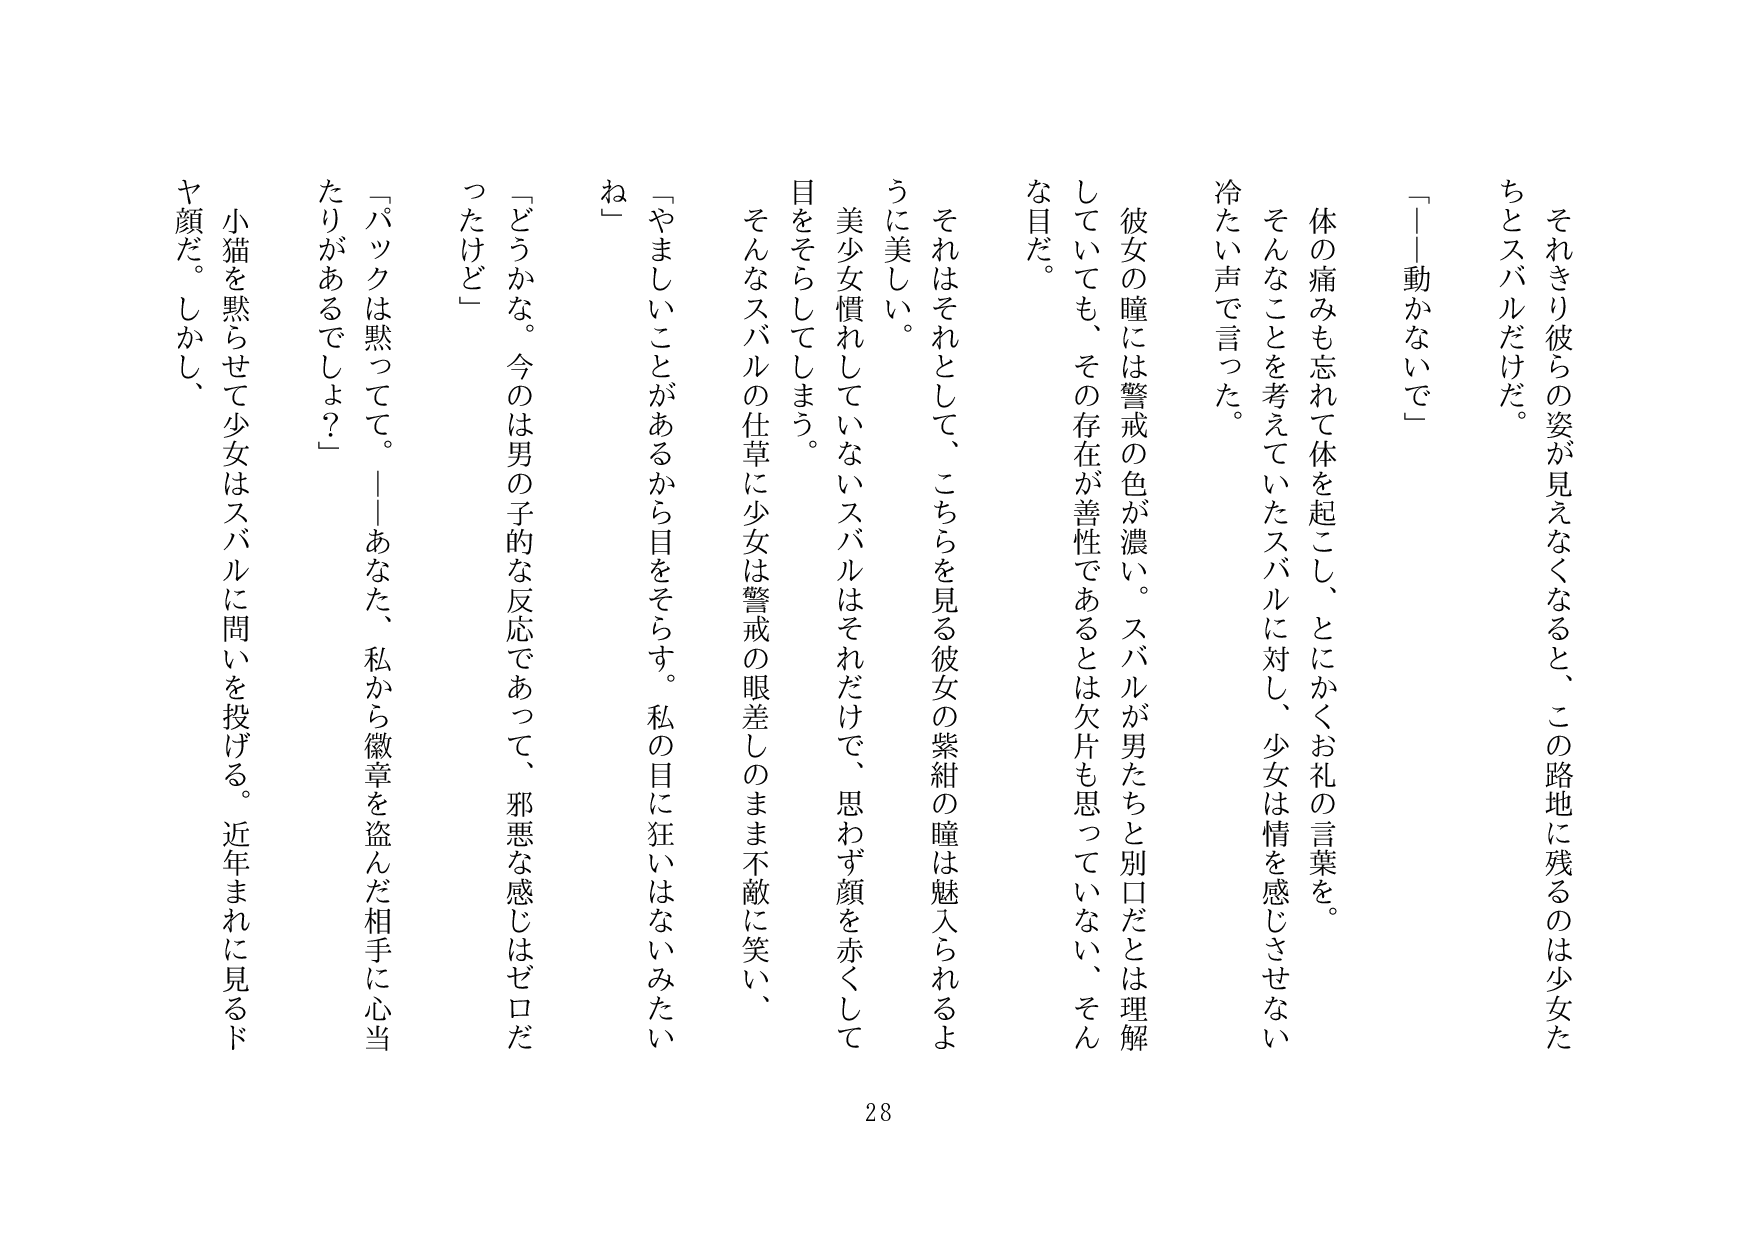 それきり彼らの姿が見えなくなると、この路地に残るのは少女た
ちとスバルだけだ。
「――動かないで」
　体の痛みも忘れて体を起こし、とにかくお礼の言葉を。
　そんなことを考えていたスバルに対し、少女は情を感じさせない
冷たい声で言った。
　彼女の瞳には警戒の色が濃い。スバルが男たちと別口だとは理解
していても、その存在が善性であるとは欠片も思っていない、そん
な目だ。
　それはそれとして、こちらを見る彼女の紫紺の瞳は魅入られるよ
うに美しい。
　美少女慣れしていないスバルはそれだけで、思わず顔を赤くして
目をそらしてしまう。
　そんなスバルの仕草に少女は警戒の眼差しのまま不敵に笑い、
「やましいことがあるから目をそらす。私の目に狂いはないみたい
ね」
「どうかな。今のは男の子的な反応であって、邪悪な感じはゼロだ
ったけど」
「パックは黙ってて。――あなた、私から徽章を盗んだ相手に心当
たりがあるでしょ？」
　小猫を黙らせて少女はスバルに問いを投げる。近年まれに見るド
ヤ顔だ。しかし、
28